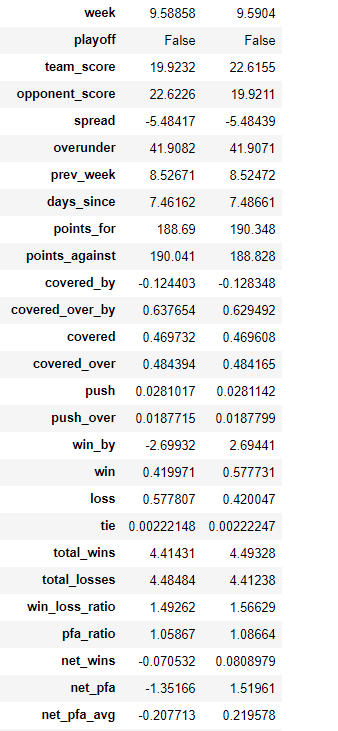 week 9.58858 9.5904
playoff False False
team_score 19.9232 22.6155
opponent_score 22.6226 19.9211
spread -5.48417 -5.48439
overunder 41.9082 41.9071
prev_week 8.52671 8.52472
days_since 7.46162 7.48661
points_for 188.69 190.348
points_against 190.041 188.828
covered_by -0.124403 -0.128348
covered_over_by 0.637654 0.629492
covered 0.469732 0.469608
covered_over 0.484394 0.484165
push 0.0281017 0.0281142
push_over 0.0187715 0.0187799
win_by -2.69932 2.69441
win 0.419971 0.577731
loss 0.577807 0.420047
tie 0.00222148 0.00222247
total_wins 4.41431 4.49328
total_losses 4.48484 4.41238
win_loss_ratio 1.49262 1.56629
pfa_ratio 1.05867 1.08664
net_wins -0.070532 0.0808979
net_pfa -1.35166 1.51961
net_pfa_avg -0.207713 0.219578